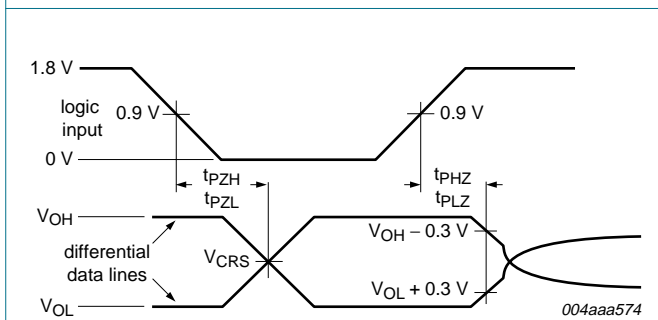 1.8 V
logic
input
0.9 V
0.9 V
0 V
tPZH
tPZL
tPHZ
tPLZ
VOH
VOH − 0.3 V
differential
data lines
VCRS
VOL + 0.3 V
VOL
004aaa574